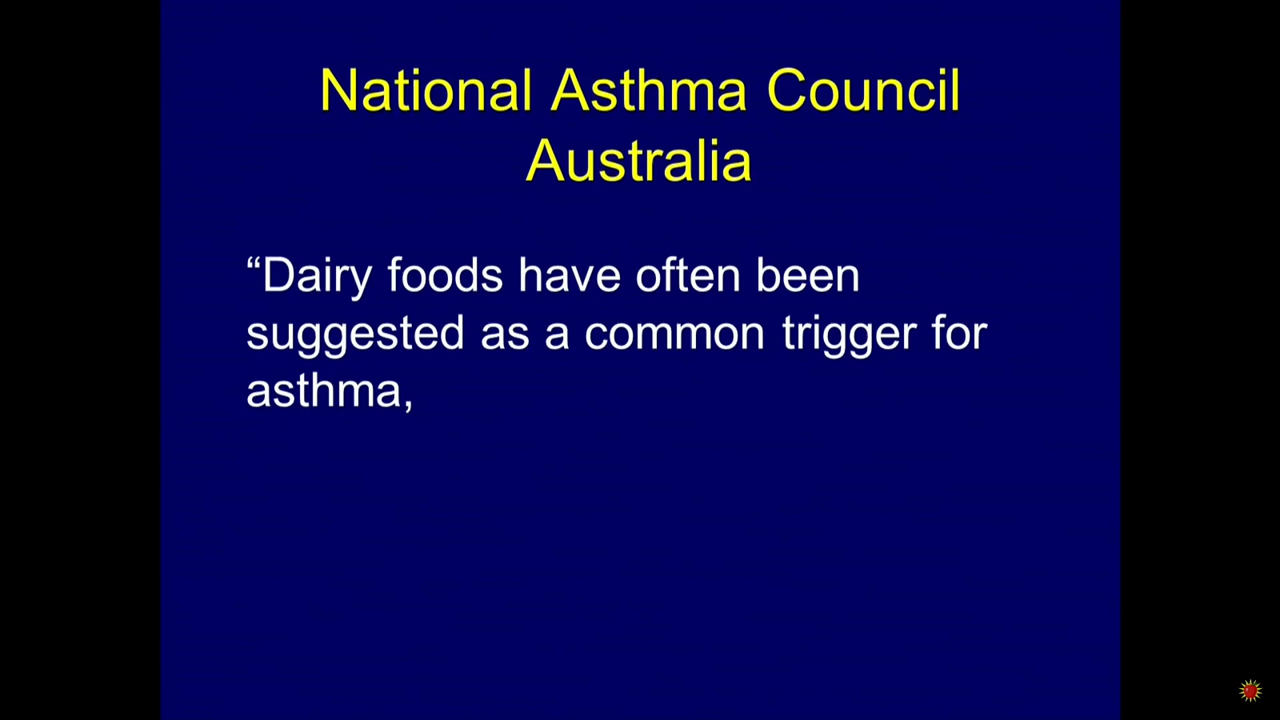 National Asthma Council
Australia
“Dairy foods have often been
suggested as a common trigger for
asthma,